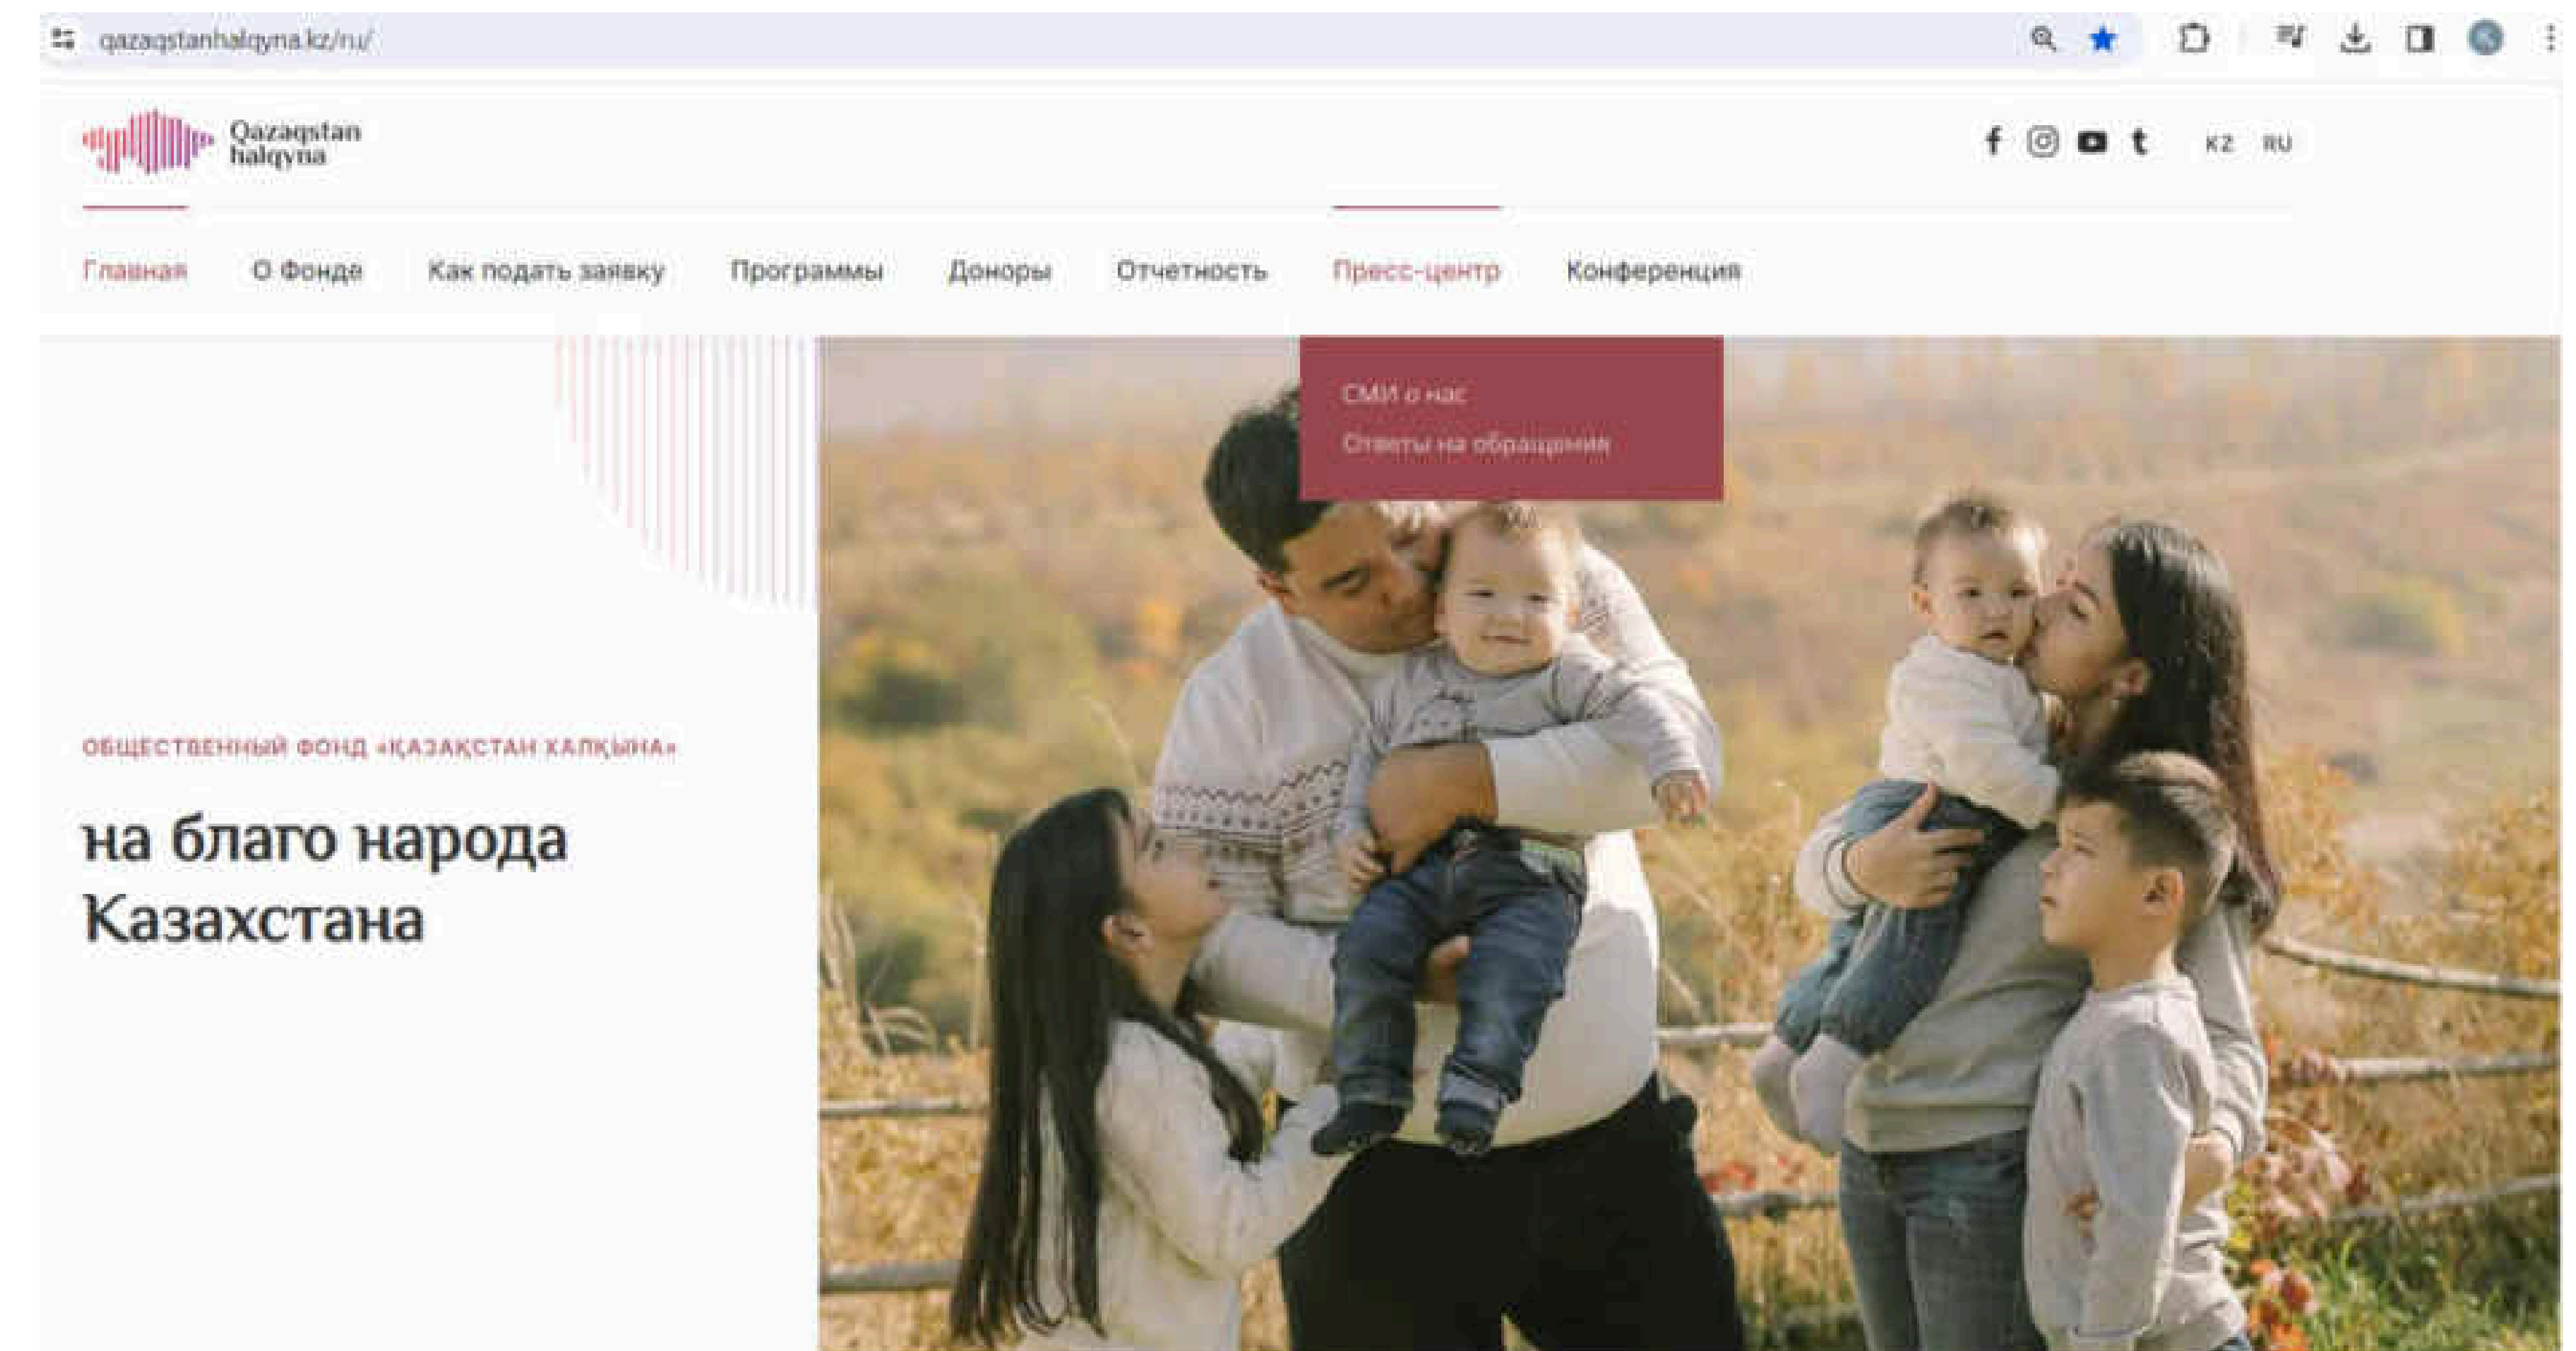 qazaqstanhalqyna.kz/ru/
Qazaqstan
halqyna
KZ RU
Главная О Фонде Как подать заявку Программы Доноры Отчетность Пресс-центр Конференция
СМИ о нас
Ответы на обращения
ОБЩЕСТВЕННЫЙ ФОНД «ҚАЗАҚСТАН ХАЛҚЫНА»
на благо народа
Казахстана